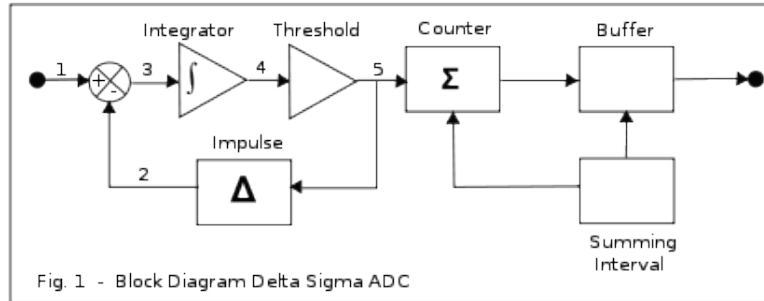 Integrator Threshold Counter Buffer
1 + - 3 ∫ 4 5 Σ
Impulse
2 Δ
Summing
Interval
Fig. 1 - Block Diagram Delta Sigma ADC